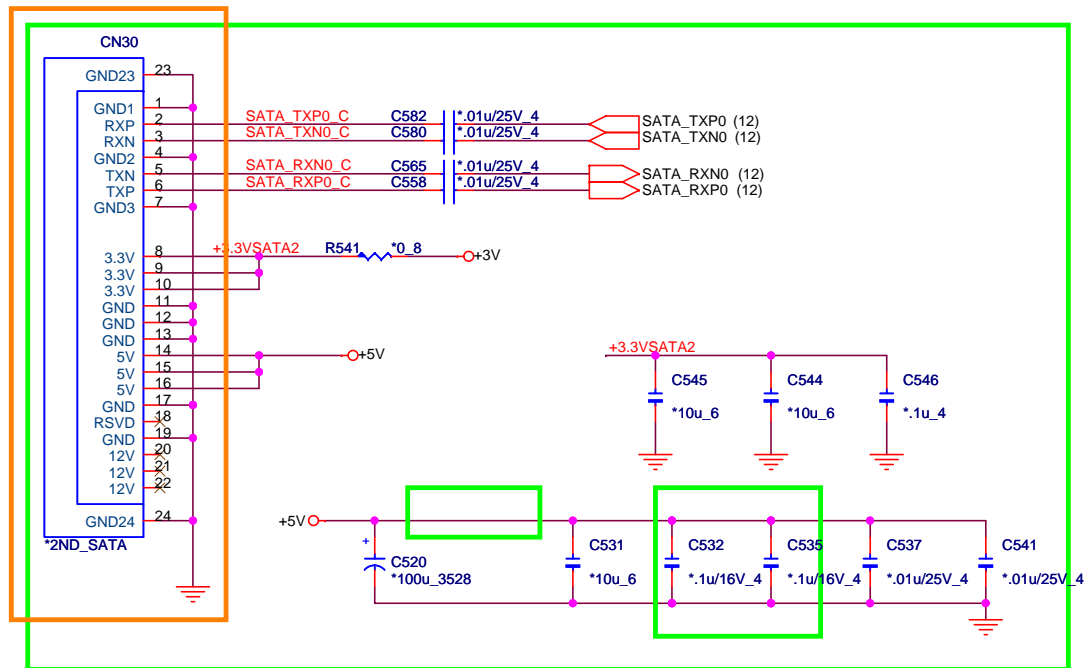 CN30
GND23 23
GND1 1
RXP 2 SATA_TXP0_C C582 *.01u/25V_4 SATA_TXP0 (12)
RXN 3 SATA_TXN0_C C580 *.01u/25V_4 SATA_TXN0 (12)
GND2 4
TXN 5 SATA_RXN0_C C565 *.01u/25V_4 SATA_RXN0 (12)
TXP 6 SATA_RXP0_C C558 *.01u/25V_4 SATA_RXP0 (12)
GND3 7
3.3V 8 +3.3VSATA2 R541 *0_8 +3V
3.3V 9
3.3V 10
GND 11
GND 12
GND 13
5V 14 +5V
5V 15
5V 16
GND 17
RSVD 18
GND 19
12V 20
12V 21
12V 22
GND24 24
*2ND_SATA
+3.3VSATA2
C545 C544 C546
*10u_6 *10u_6 *.1u_4
+5V
+
C520 C531 C532 C535 C537 C541
*100u_3528 *10u_6 *.1u/16V_4 *.1u/16V_4 *.01u/25V_4 *.01u/25V_4